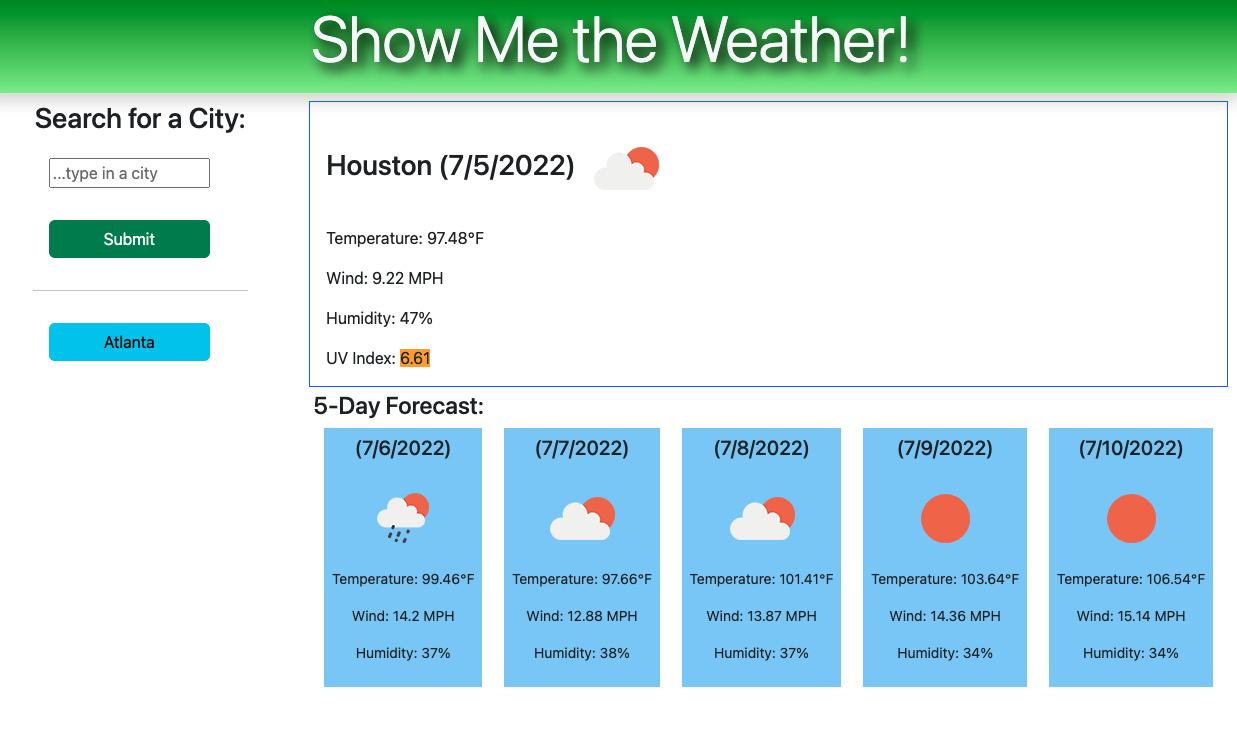 Show Me the Weather!
Search for a City:
...type in a city
Submit
Atlanta
Houston (7/5/2022)
Temperature: 97.48°F
Wind: 9.22 MPH
Humidity: 47%
UV Index: 6.61
5-Day Forecast:
(7/6/2022)
Temperature: 99.46°F
Wind: 14.2 MPH
Humidity: 37%
(7/7/2022)
Temperature: 97.66°F
Wind: 12.88 MPH
Humidity: 38%
(7/8/2022)
Temperature: 101.41°F
Wind: 13.87 MPH
Humidity: 37%
(7/9/2022)
Temperature: 103.64°F
Wind: 14.36 MPH
Humidity: 34%
(7/10/2022)
Temperature: 106.54°F
Wind: 15.14 MPH
Humidity: 34%